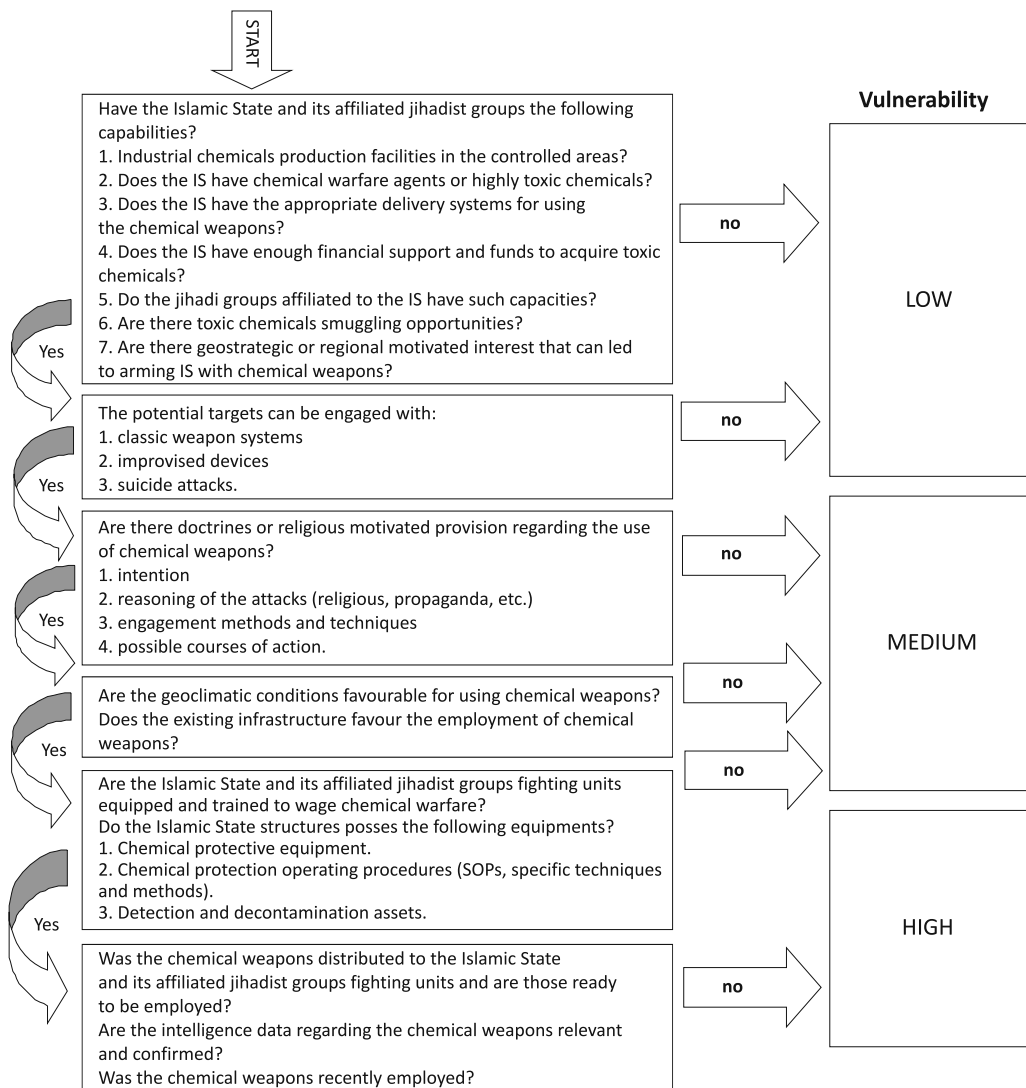 START
Vulnerability
Have the Islamic State and its affiliated jihadist groups the following
capabilities?
1. Industrial chemicals production facilities in the controlled areas?
2. Does the IS have chemical warfare agents or highly toxic chemicals?
3. Does the IS have the appropriate delivery systems for using
the chemical weapons?
4. Does the IS have enough financial support and funds to acquire toxic
chemicals?
5. Do the jihadi groups affiliated to the IS have such capacities?
6. Are there toxic chemicals smuggling opportunities?
7. Are there geostrategic or regional motivated interest that can led
to arming IS with chemical weapons?
no
LOW
Yes
The potential targets can be engaged with:
1. classic weapon systems
2. improvised devices
3. suicide attacks.
no
Yes
Are there doctrines or religious motivated provision regarding the use
of chemical weapons?
1. intention
2. reasoning of the attacks (religious, propaganda, etc.)
3. engagement methods and techniques
4. possible courses of action.
no
MEDIUM
Yes
Are the geoclimatic conditions favourable for using chemical weapons?
Does the existing infrastructure favour the employment of chemical
weapons?
no
Yes
Are the Islamic State and its affiliated jihadist groups fighting units
equipped and trained to wage chemical warfare?
Do the Islamic State structures posses the following equipments?
1. Chemical protective equipment.
2. Chemical protection operating procedures (SOPs, specific techniques
and methods).
3. Detection and decontamination assets.
no
HIGH
Yes
Was the chemical weapons distributed to the Islamic State
and its affiliated jihadist groups fighting units and are those ready
to be employed?
Are the intelligence data regarding the chemical weapons relevant
and confirmed?
Was the chemical weapons recently employed?
no